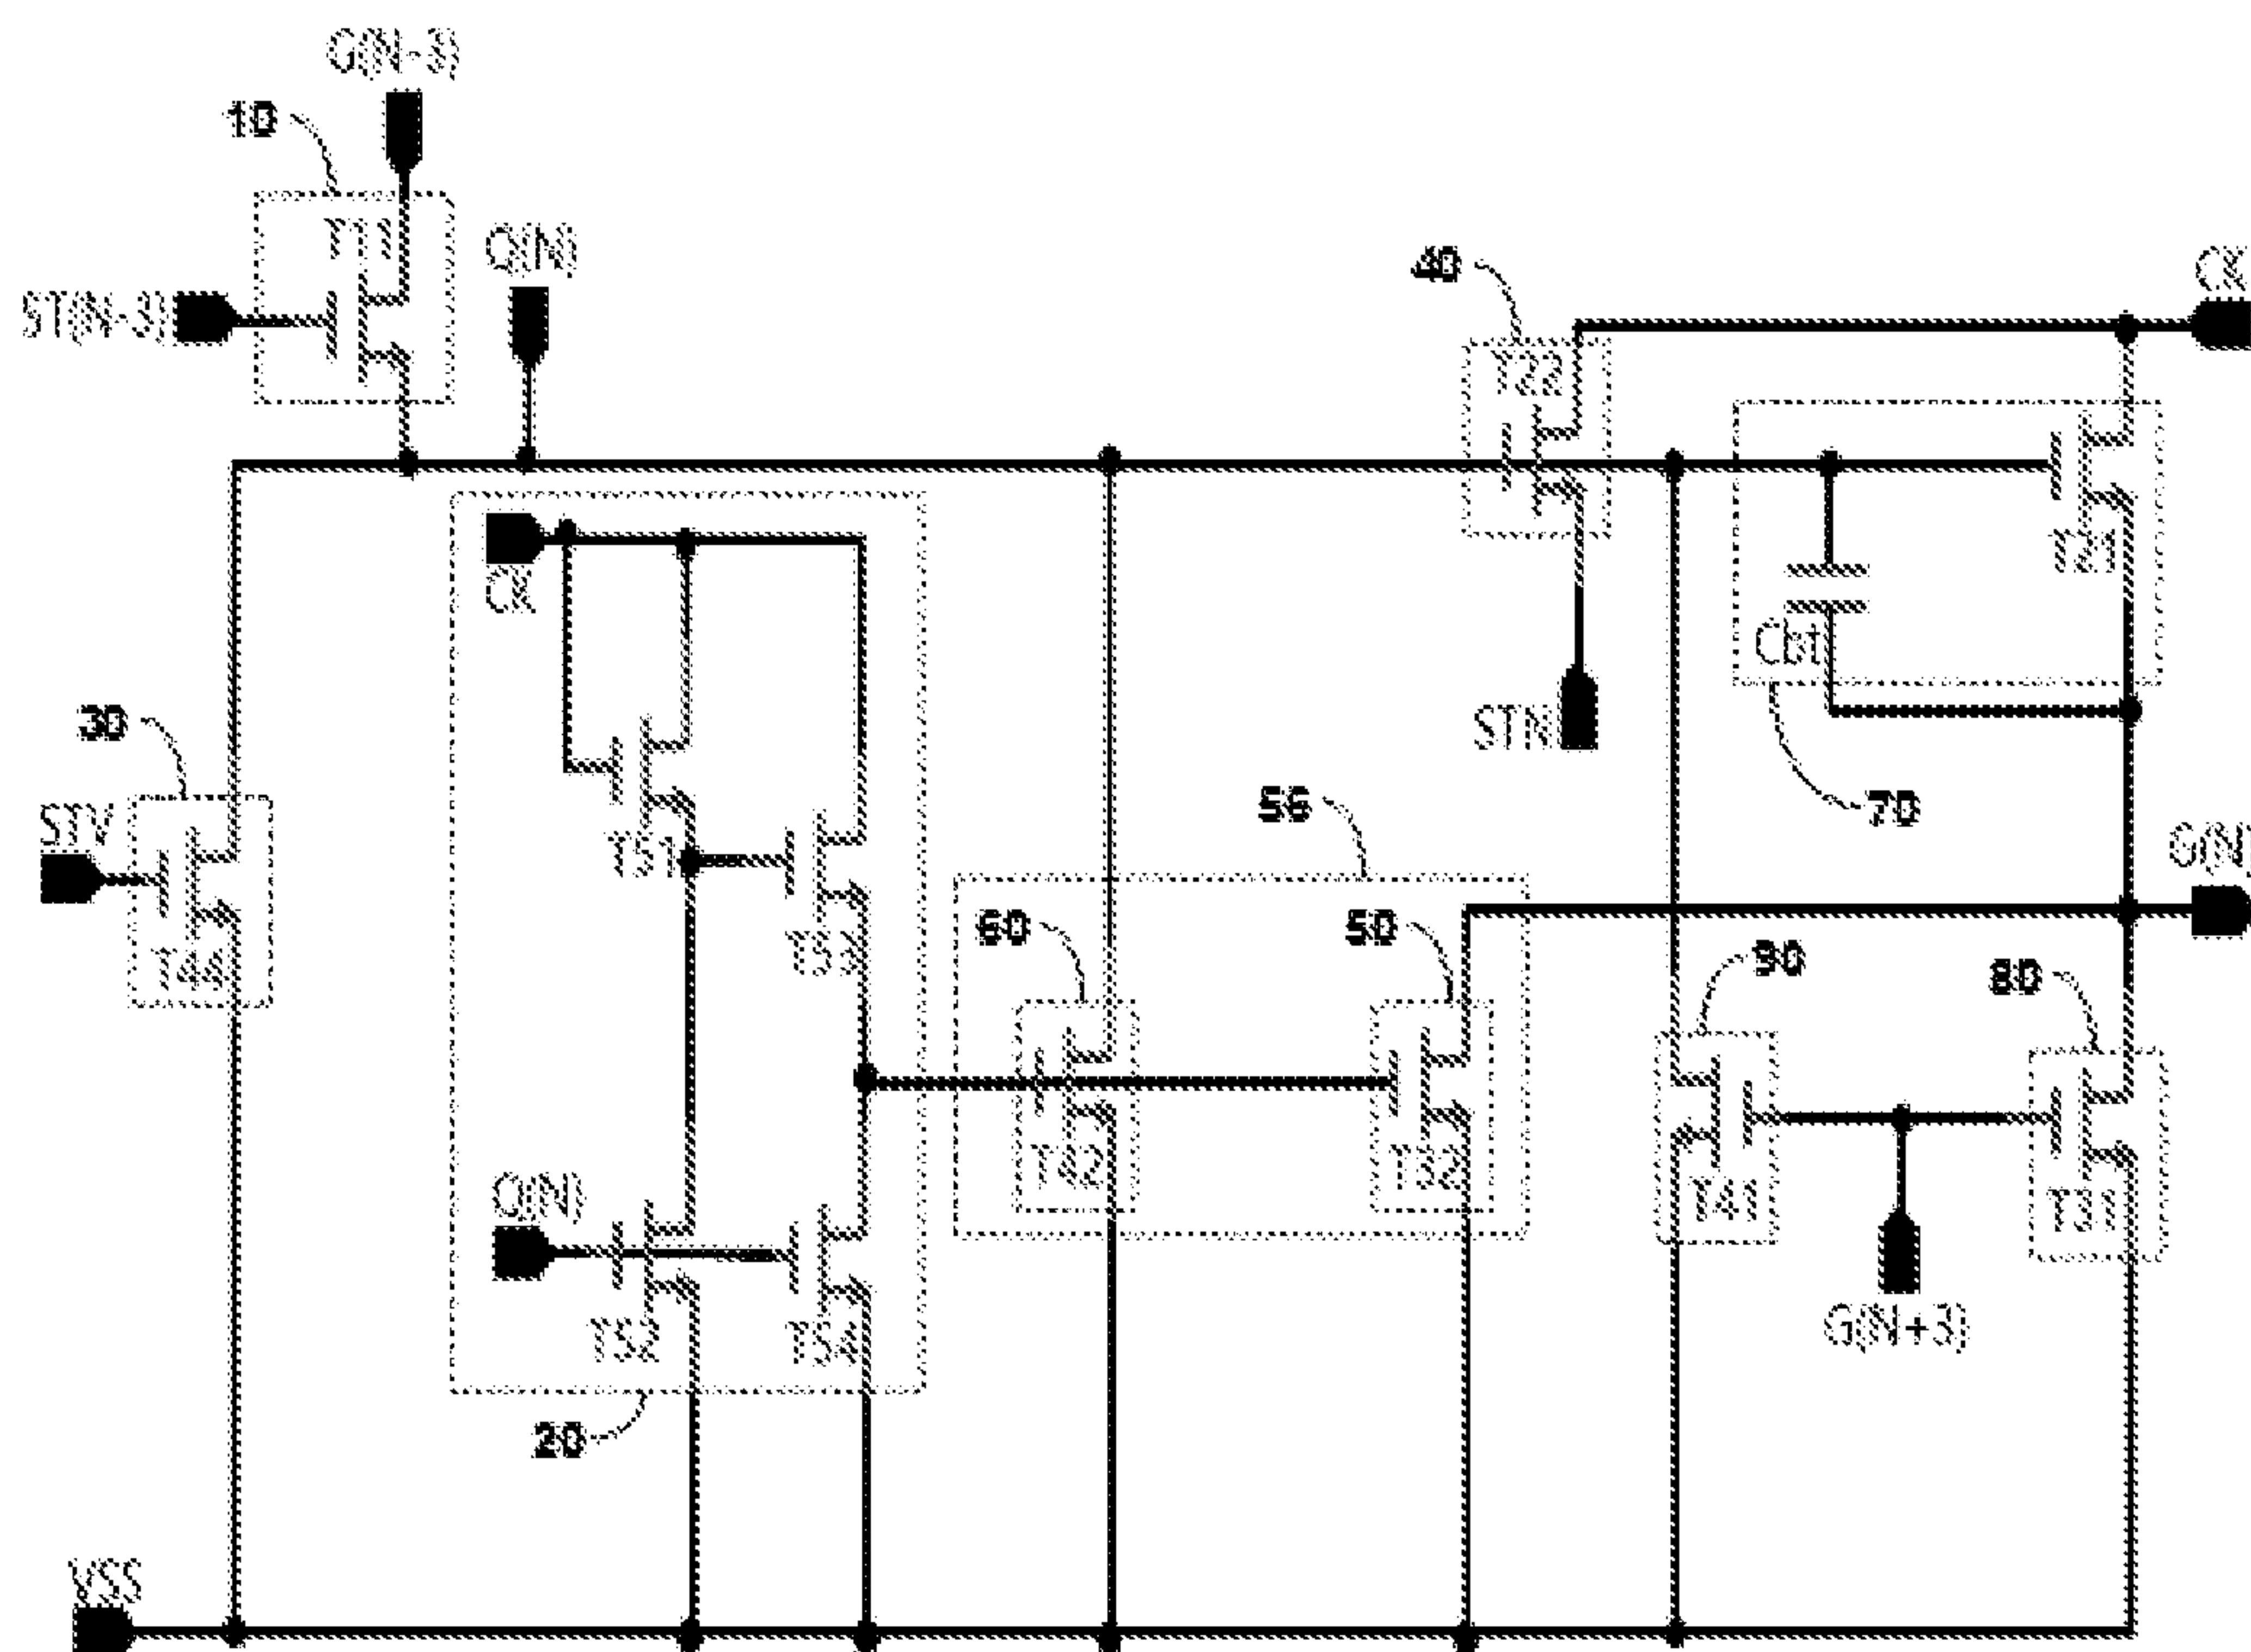 G(N-3)
10
T11
Q(N)
ST(N-3)
40
CK
T22
CK
T21
Cbt
30
STN
56
70
STV
T51
G(N)
T53
60
50
90
80
T44
T42
T32
Q(N)
T41
T31
T52
T54
G(N+3)
20
VSS